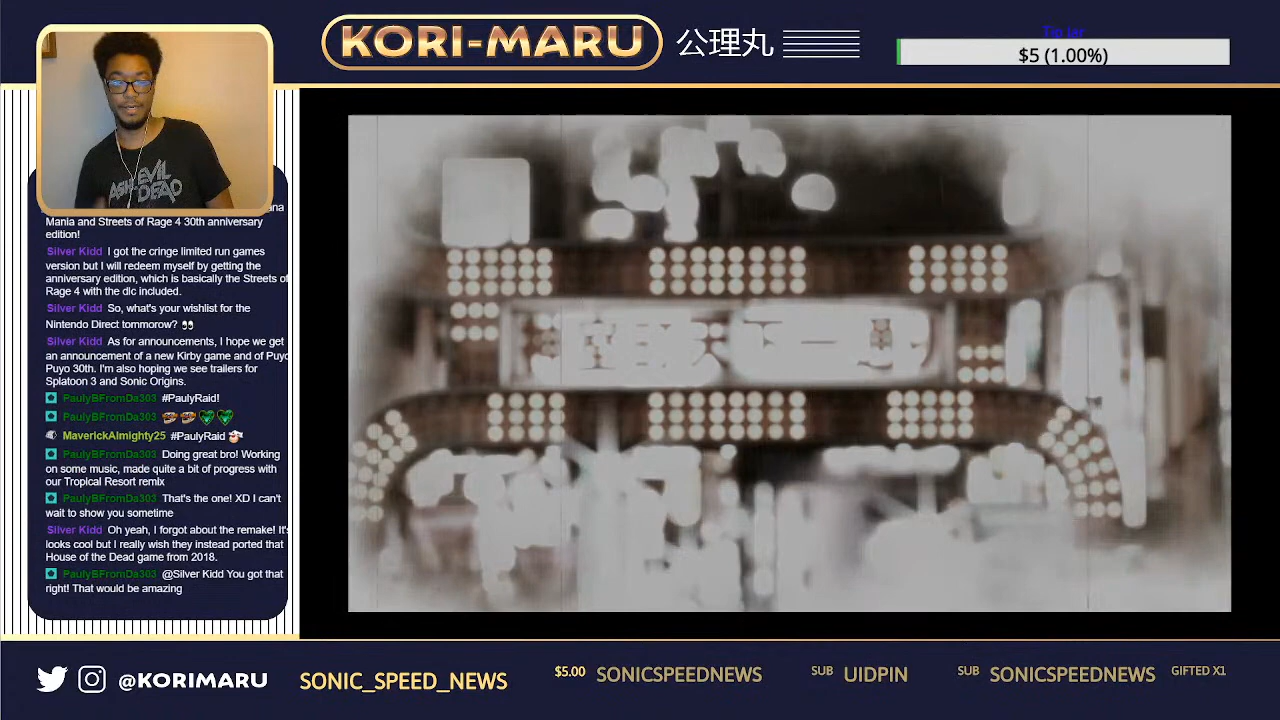 KORI-MARU 公理丸
Tip Jar
$5 (1.00%)
ASH EVIL DEAD
Mania and Streets of Rage 4 30th anniversary
edition!
Silver Kidd I got the cringe limited run games
version but I will redeem myself by getting the
anniversary edition, which is basically the Streets of
Rage 4 with the dlc included.
Silver Kidd So, what's your wishlist for the
Nintendo Direct tommorow? 👀
Silver Kidd As for announcements, I hope we get
an announcement of a new Kirby game and of Puyo
Puyo 30th. I'm also hoping we see trailers for
Splatoon 3 and Sonic Origins.
PaulyBFromDa303 #PaulyRaid!
PaulyBFromDa303
MaverickAlmighty25 #PaulyRaid
PaulyBFromDa303 Doing great bro! Working
on some music, made quite a bit of progress with
our Tropical Resort remix
PaulyBFromDa303 That's the one! XD I can't
wait to show you sometime
Silver Kidd Oh yeah, I forgot about the remake! It's
looks cool but I really wish they instead ported that
House of the Dead game from 2018.
PaulyBFromDa303 @Silver Kidd You got that
right! That would be amazing
@KORIMARU SONIC_SPEED_NEWS $5.00 SONICSPEEDNEWS SUB UIDPIN SUB SONICSPEEDNEWS GIFTED X1